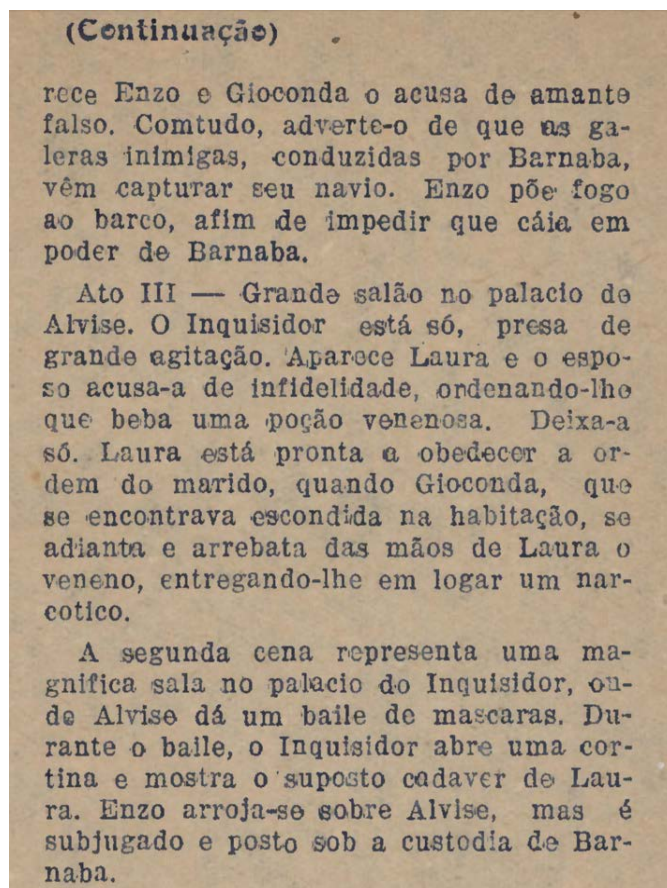 (Continuação)
rece Enzo e Gioconda o acusa de amante
falso. Comtudo, adverte-o de que as ga-
leras inimigas, conduzidas por Barnaba,
vêm capturar seu navio. Enzo põe fogo
ao barco, afim de impedir que cáia em
poder de Barnaba.
Ato III — Grande salão no palacio de
Alvise. O Inquisidor está só, presa de
grande agitação. Aparece Laura e o espo-
so acusa-a de infidelidade, ordenando-lhe
que beba uma poção venenosa. Deixa-a
só. Laura está pronta a obedecer a or-
dem do marido, quando Gioconda, que
se encontrava escondida na habitação, se
adianta e arrebata das mãos de Laura o
veneno, entregando-lhe em logar um nar-
cotico.
A segunda cena representa uma ma-
gnifica sala no palacio do Inquisidor, on-
de Alvise dá um baile de mascaras. Du-
rante o baile, o Inquisidor abre uma cor-
tina e mostra o suposto cadaver de Lau-
ra. Enzo arroja-se sobre Alvise, mas é
subjugado e posto sob a custodia de Bar-
naba.